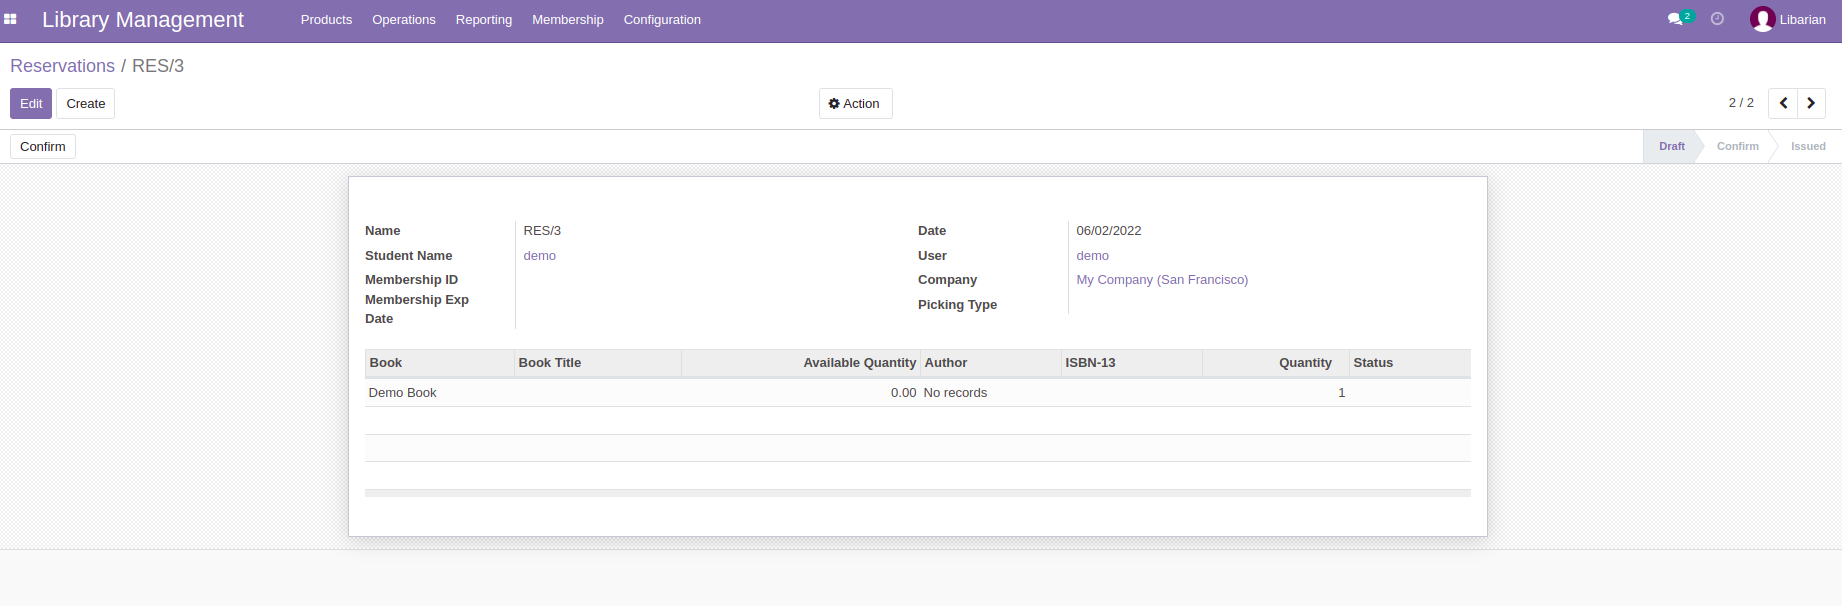 Library Management Products Operations Reporting Membership Configuration 2 Libarian
Reservations / RES/3
Edit Create Action 2 / 2
Confirm Draft Confirm Issued
Name RES/3 Date 06/02/2022
Student Name demo User demo
Membership ID Company My Company (San Francisco)
Membership Exp
Date
Picking Type
Book Book Title Available Quantity Author ISBN-13 Quantity Status
Demo Book 0.00 No records 1